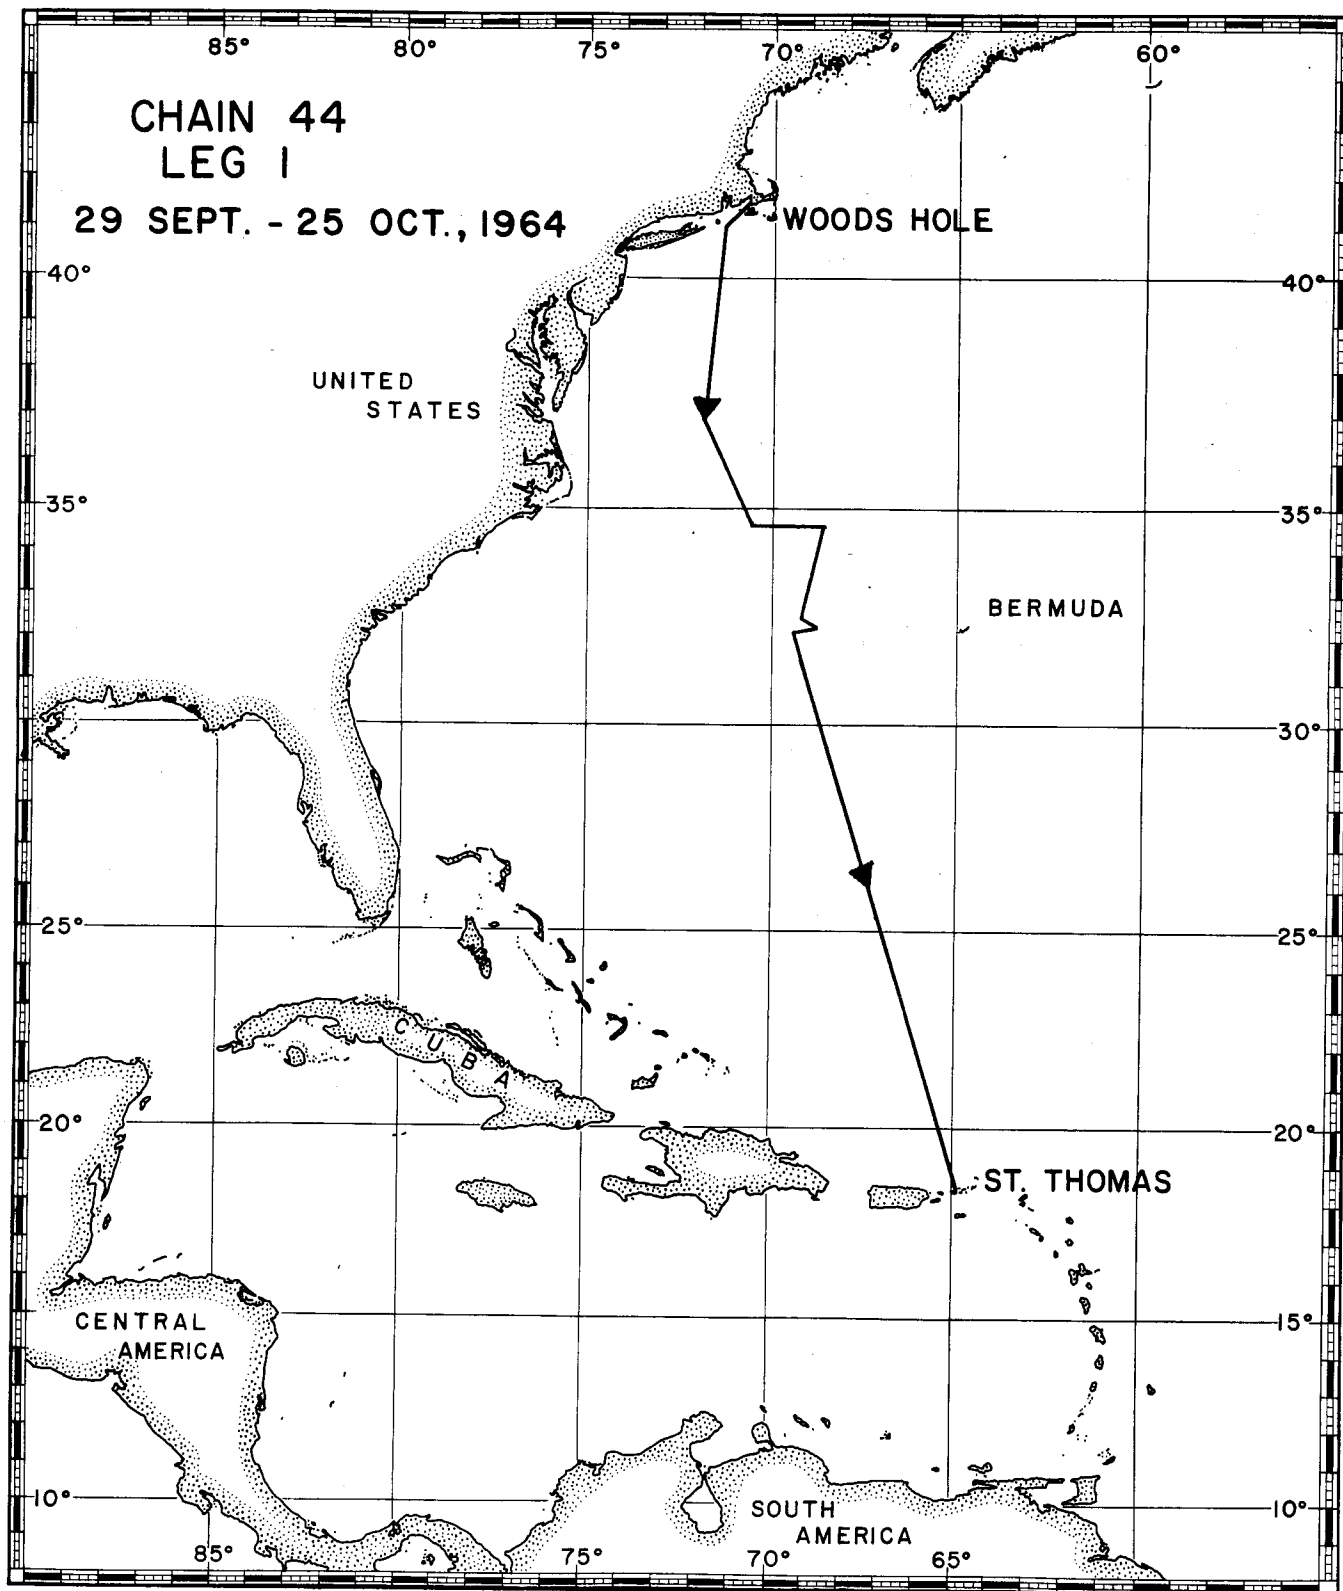 85° 80° 75° 70° 60°
CHAIN 44
LEG 1
29 SEPT. - 25 OCT., 1964
WOODS HOLE
40° 40°
UNITED
STATES
35° 35°
BERMUDA
30°
25° 25°
CUBA
20° 20°
ST. THOMAS
CENTRAL
AMERICA
15°
10° 10°
SOUTH
AMERICA
85° 75° 70° 65°